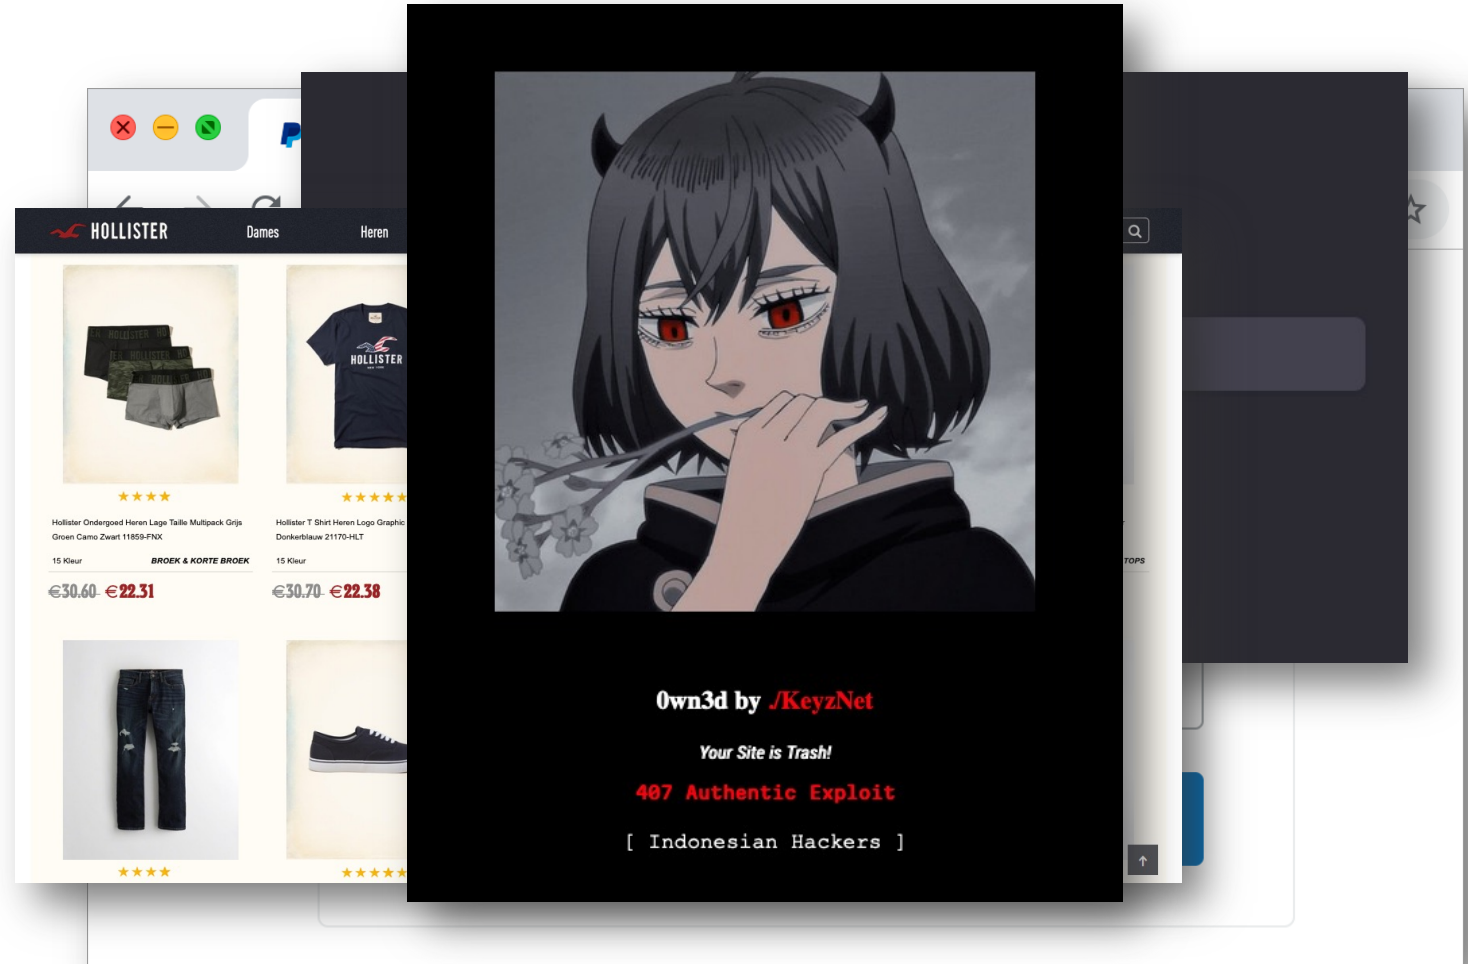 HOLLISTER
Dames
Heren
HOLLISTER
HOLLISTER
Hollister Ondergoed Heren Lage Taille Multipack Grijs
Groen Camo Zwart 11859-FNX
15 Kleur
BROEK & KORTE BROEK
€30.60 €22.31
Hollister T Shirt Heren Logo Graphic
Donkerblauw 21170-HLT
15 Kleur
€30.70 €22.38
TOPS
0wn3d by ./KeyzNet
Your Site is Trash!
407 Authentic Exploit
[ Indonesian Hackers ]